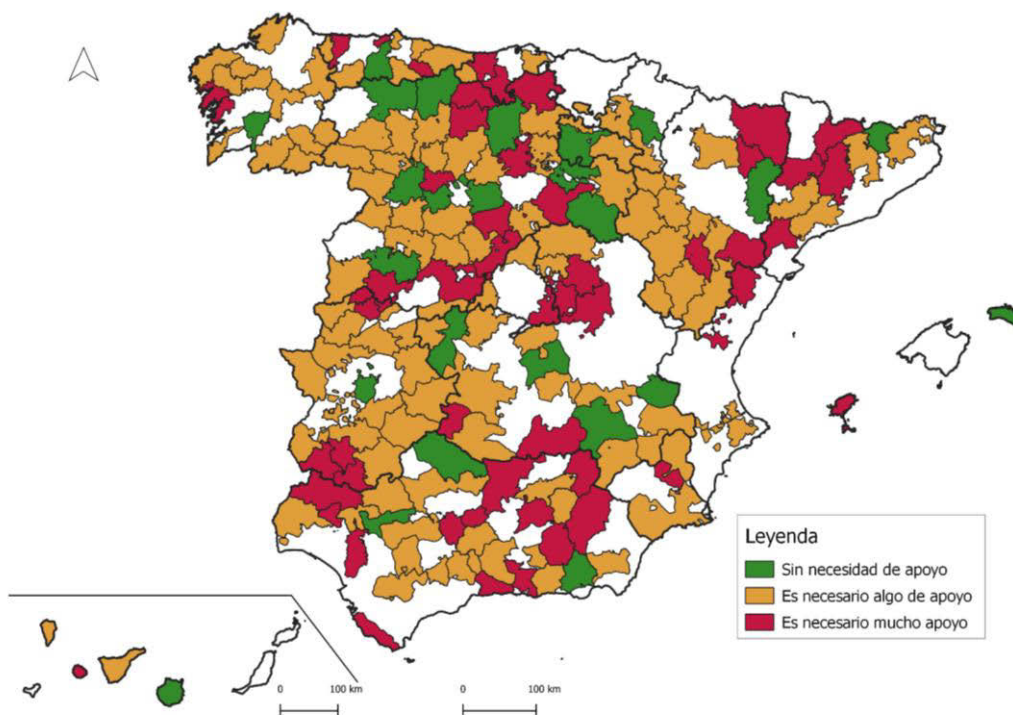 Leyenda
Sin necesidad de apoyo
Es necesario algo de apoyo
Es necesario mucho apoyo
0 100 km 0 100 km